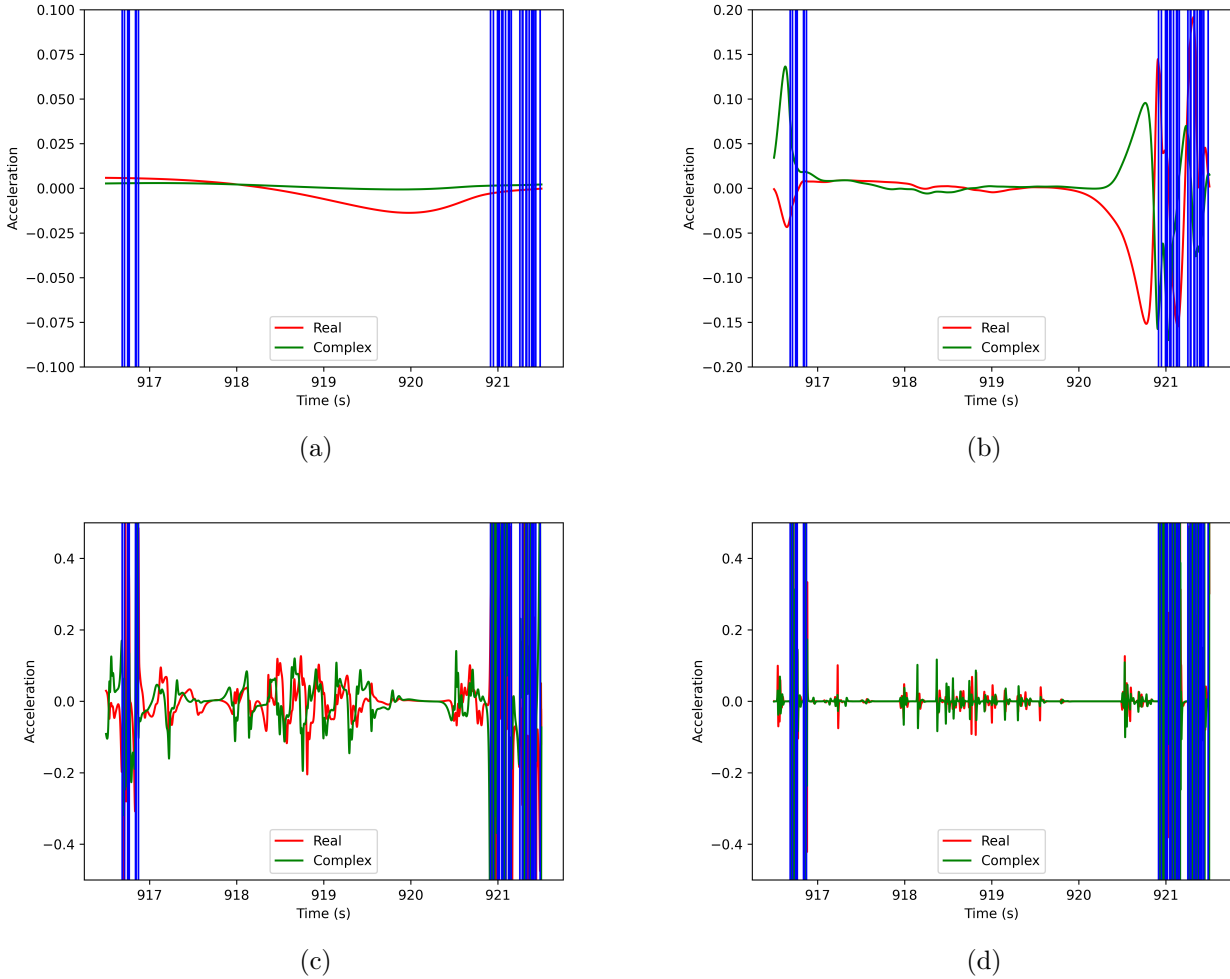 0.100
0.075
0.050
0.025
0.000
−0.025
−0.050
−0.075
−0.100
Acceleration
917 918 919 920 921
Time (s)
Real
Complex
(a)
0.20
0.15
0.10
0.05
0.00
−0.05
−0.10
−0.15
−0.20
Acceleration
917 918 919 920 921
Time (s)
Real
Complex
(b)
0.4
0.2
0.0
−0.2
−0.4
Acceleration
917 918 919 920 921
Time (s)
Real
Complex
(c)
0.4
0.2
0.0
−0.2
−0.4
Acceleration
917 918 919 920 921
Time (s)
Real
Complex
(d)